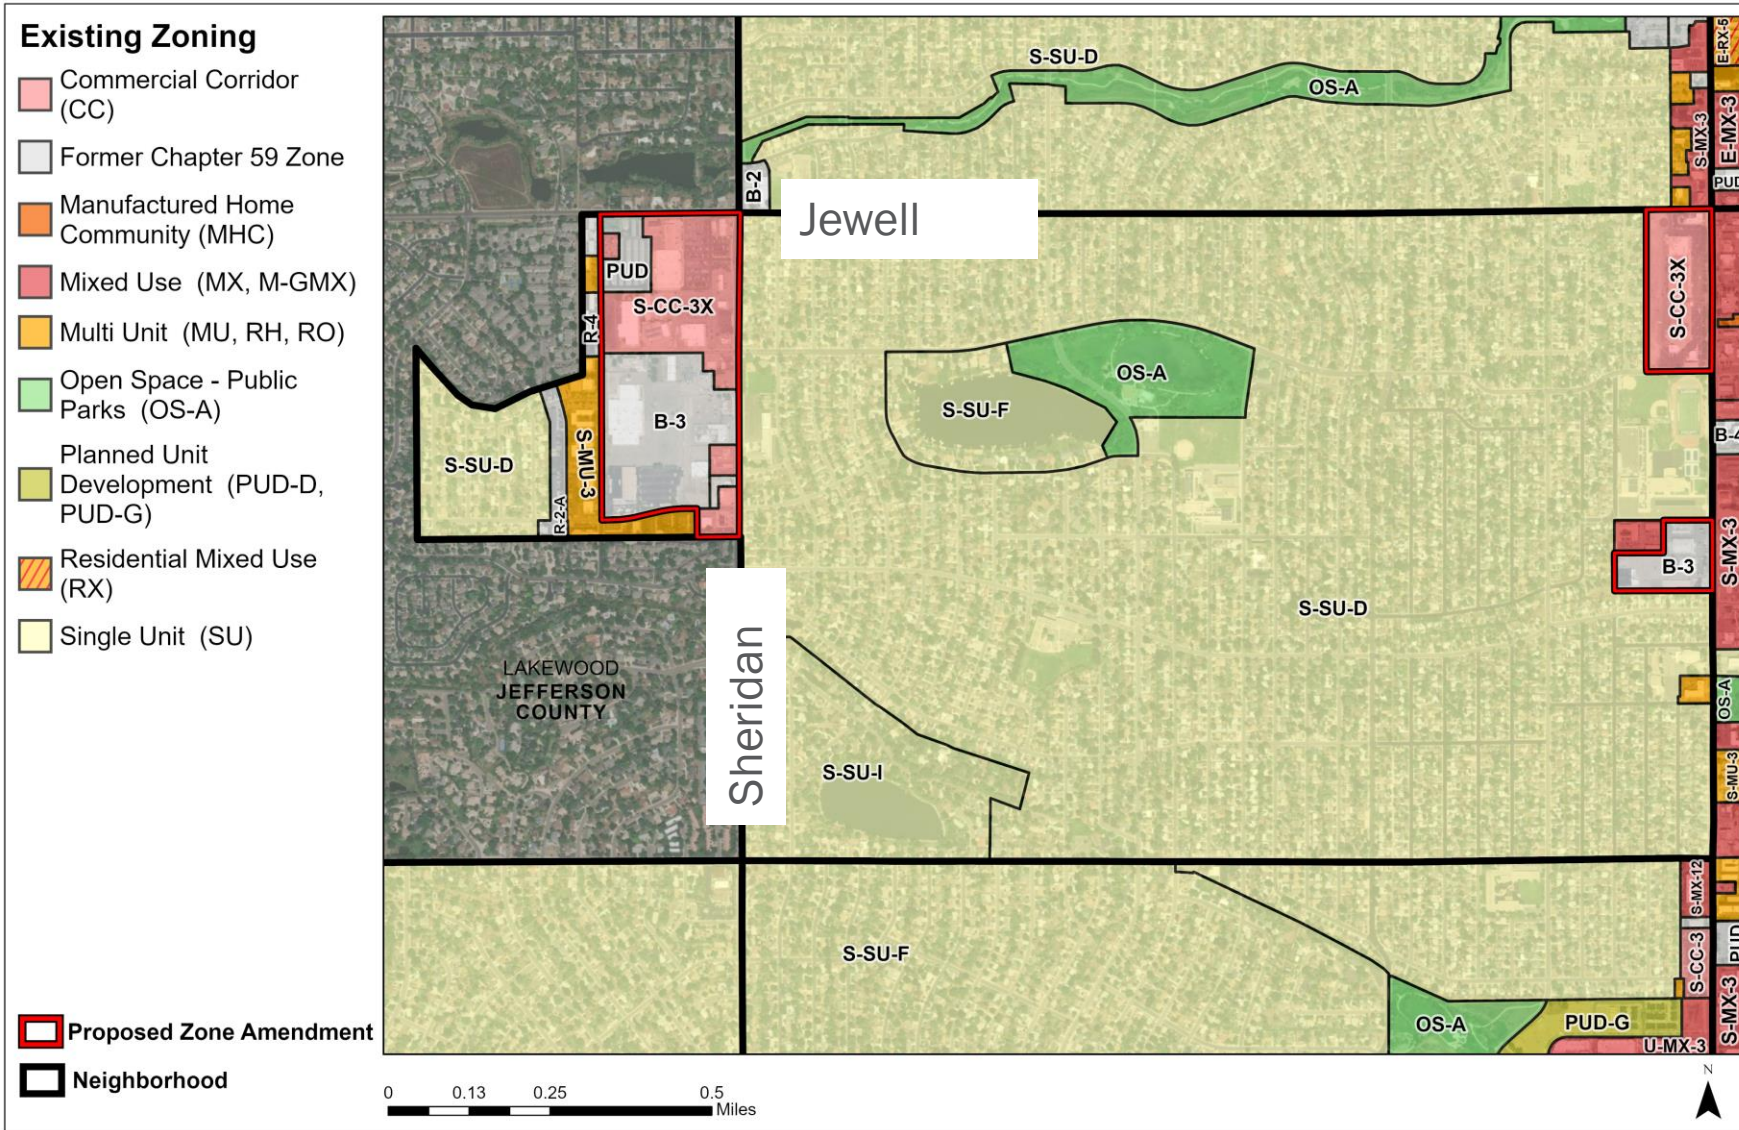 Existing Zoning
Commercial Corridor
(CC)
Former Chapter 59 Zone
Manufactured Home
Community (MHC)
Mixed Use (MX, M-GMX)
Multi Unit (MU, RH, RO)
Open Space - Public
Parks (OS-A)
Planned Unit
Development (PUD-D,
PUD-G)
Residential Mixed Use
(RX)
Single Unit (SU)
Proposed Zone Amendment
Neighborhood
S-SU-D
OS-A
E-RX-5
S-MX-3
E-MX-3
PUD
B-2
Jewell
PUD
S-CC-3X
R-4
S-CC-3X
OS-A
S-SU-F
B-3
B-4
S-SU-D
S-MU-3
R-2-A
S-MX-3
B-3
S-SU-D
LAKEWOOD
JEFFERSON
COUNTY
Sheridan
OS-A
S-SU-I
S-MU-3
S-MX-12
S-SU-F
S-CC-3
PUD
S-MX-3
OS-A
PUD-G
U-MX-3
0 0.13 0.25 0.5
Miles
N